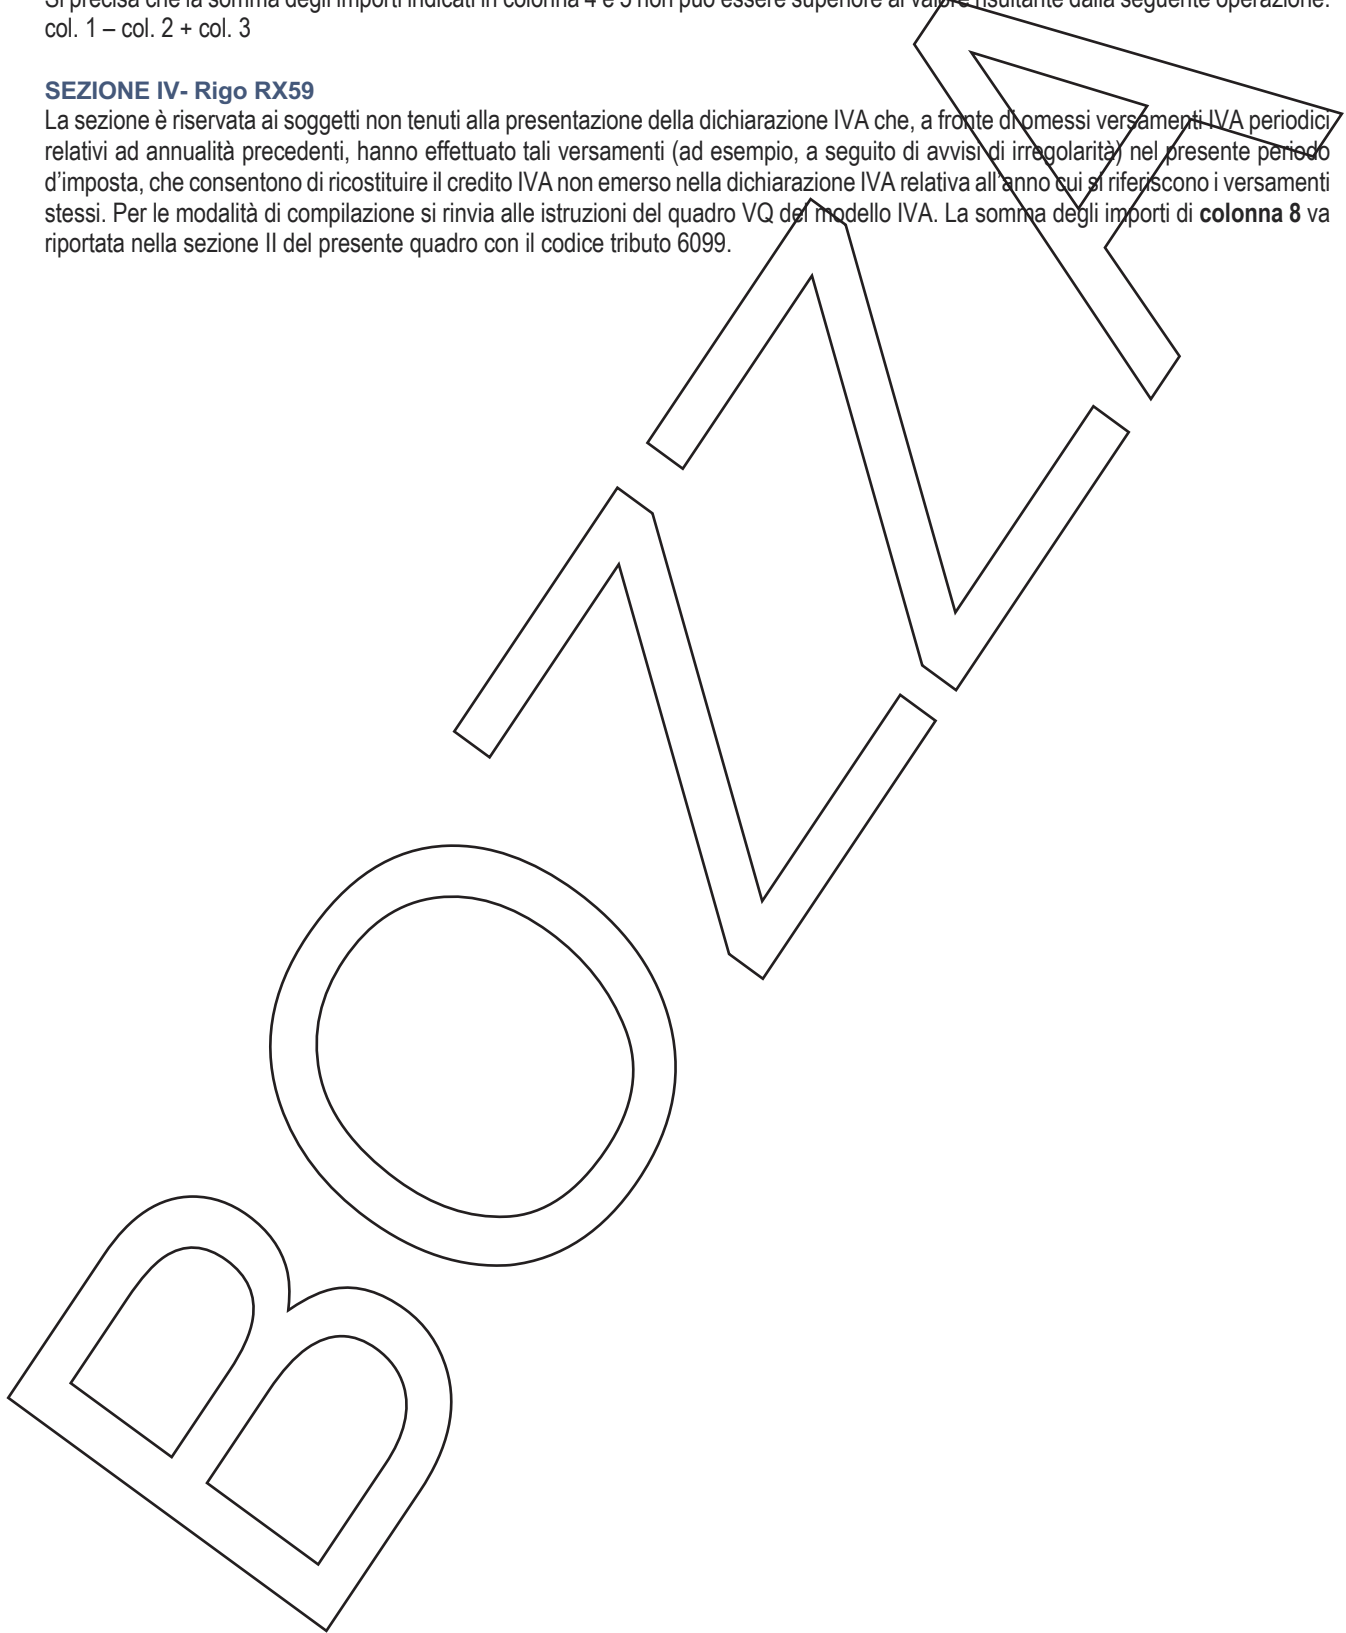 Si precisa che la somma degli importi indicati in colonna 4 e 5 non può essere superiore al valore risultante dalla seguente operazione:
col. 1 – col. 2 + col. 3
SEZIONE IV- Rigo RX59
La sezione è riservata ai soggetti non tenuti alla presentazione della dichiarazione IVA che, a fronte di omessi versamenti IVA periodici
relativi ad annualità precedenti, hanno effettuato tali versamenti (ad esempio, a seguito di avvisi di irregolarità) nel presente periodo
d’imposta, che consentono di ricostituire il credito IVA non emerso nella dichiarazione IVA relativa all’anno cui si riferiscono i versamenti
stessi. Per le modalità di compilazione si rinvia alle istruzioni del quadro VQ del modello IVA. La somma degli importi di colonna 8 va
riportata nella sezione II del presente quadro con il codice tributo 6099.
BOZZA